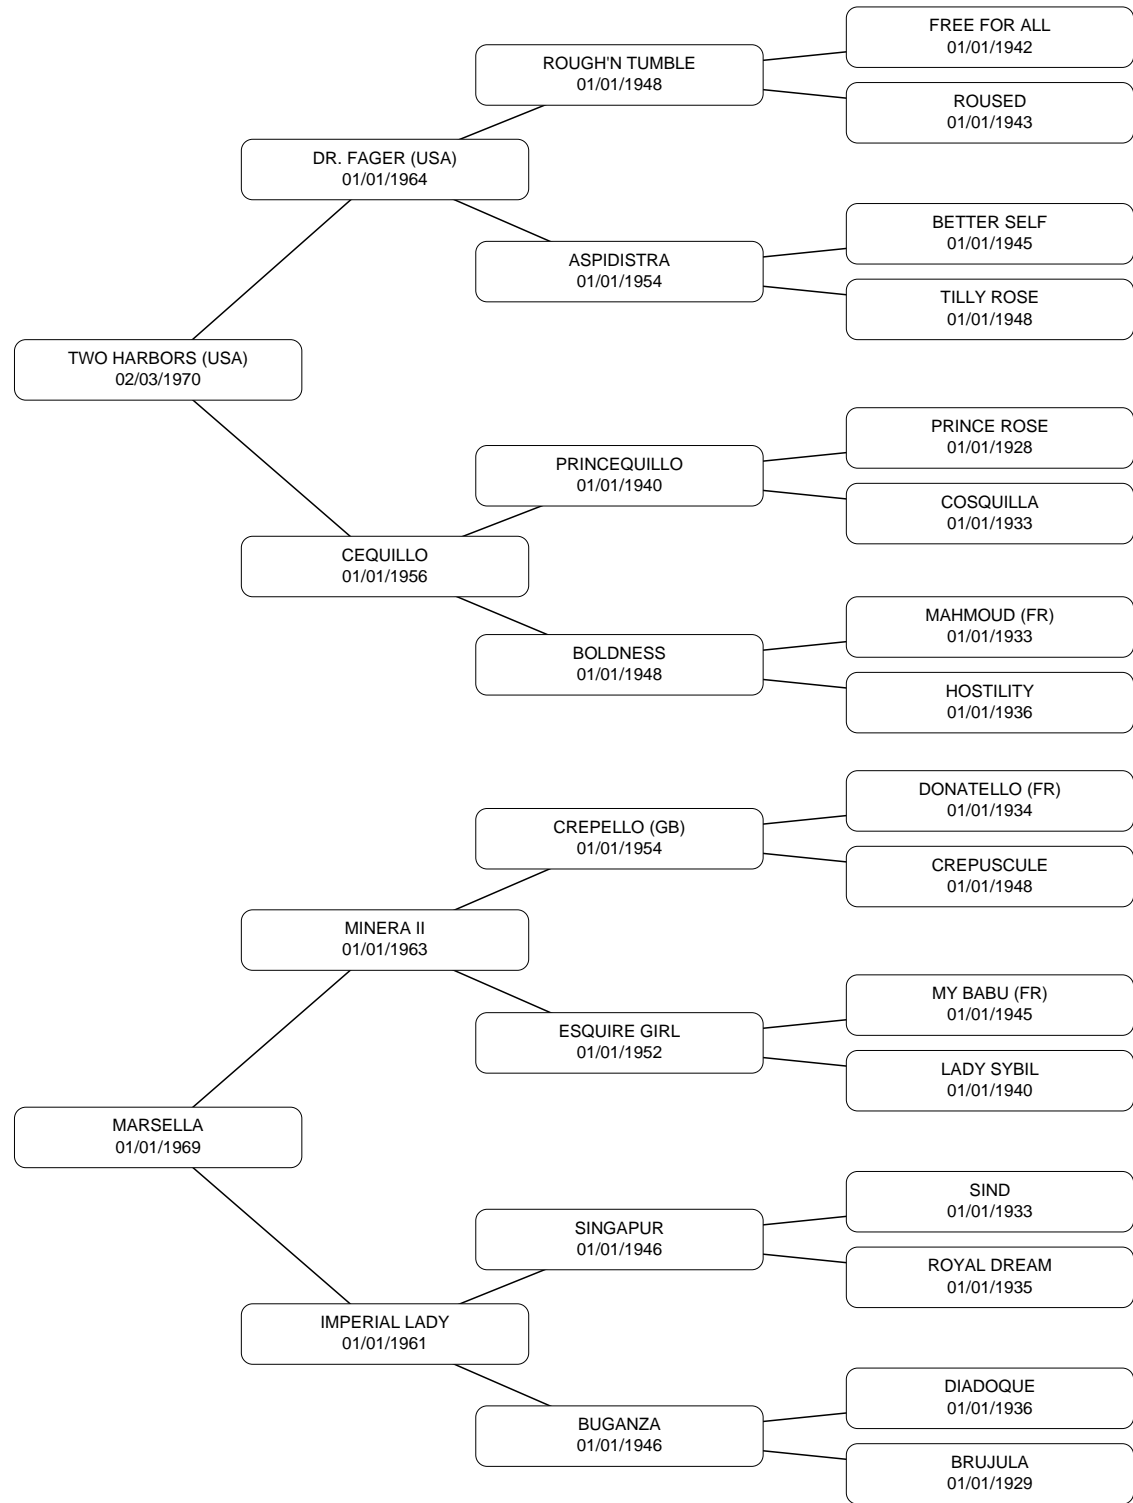 FREE FOR ALL
01/01/1942
ROUGH'N TUMBLE
01/01/1948
ROUSED
01/01/1943
DR. FAGER (USA)
01/01/1964
BETTER SELF
01/01/1945
ASPIDISTRA
01/01/1954
TILLY ROSE
01/01/1948
TWO HARBORS (USA)
02/03/1970
PRINCE ROSE
01/01/1928
PRINCEQUILLO
01/01/1940
COSQUILLA
01/01/1933
CEQUILLO
01/01/1956
MAHMOUD (FR)
01/01/1933
BOLDNESS
01/01/1948
HOSTILITY
01/01/1936
DONATELLO (FR)
01/01/1934
CREPELLO (GB)
01/01/1954
CREPUSCULE
01/01/1948
MINERA II
01/01/1963
MY BABU (FR)
01/01/1945
ESQUIRE GIRL
01/01/1952
LADY SYBIL
01/01/1940
MARSELLA
01/01/1969
SIND
01/01/1933
SINGAPUR
01/01/1946
ROYAL DREAM
01/01/1935
IMPERIAL LADY
01/01/1961
DIADOQUE
01/01/1936
BUGANZA
01/01/1946
BRUJULA
01/01/1929